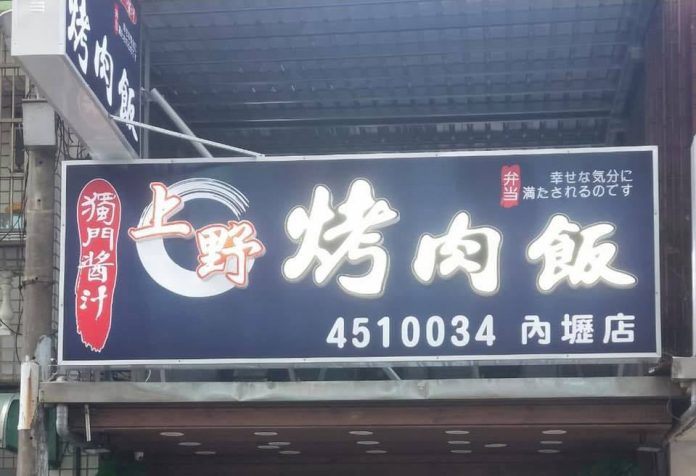 烤肉飯
獨門醬汁
上野
烤肉飯
弁当
幸せな気分に
満たされるのです
4510034 內壢店